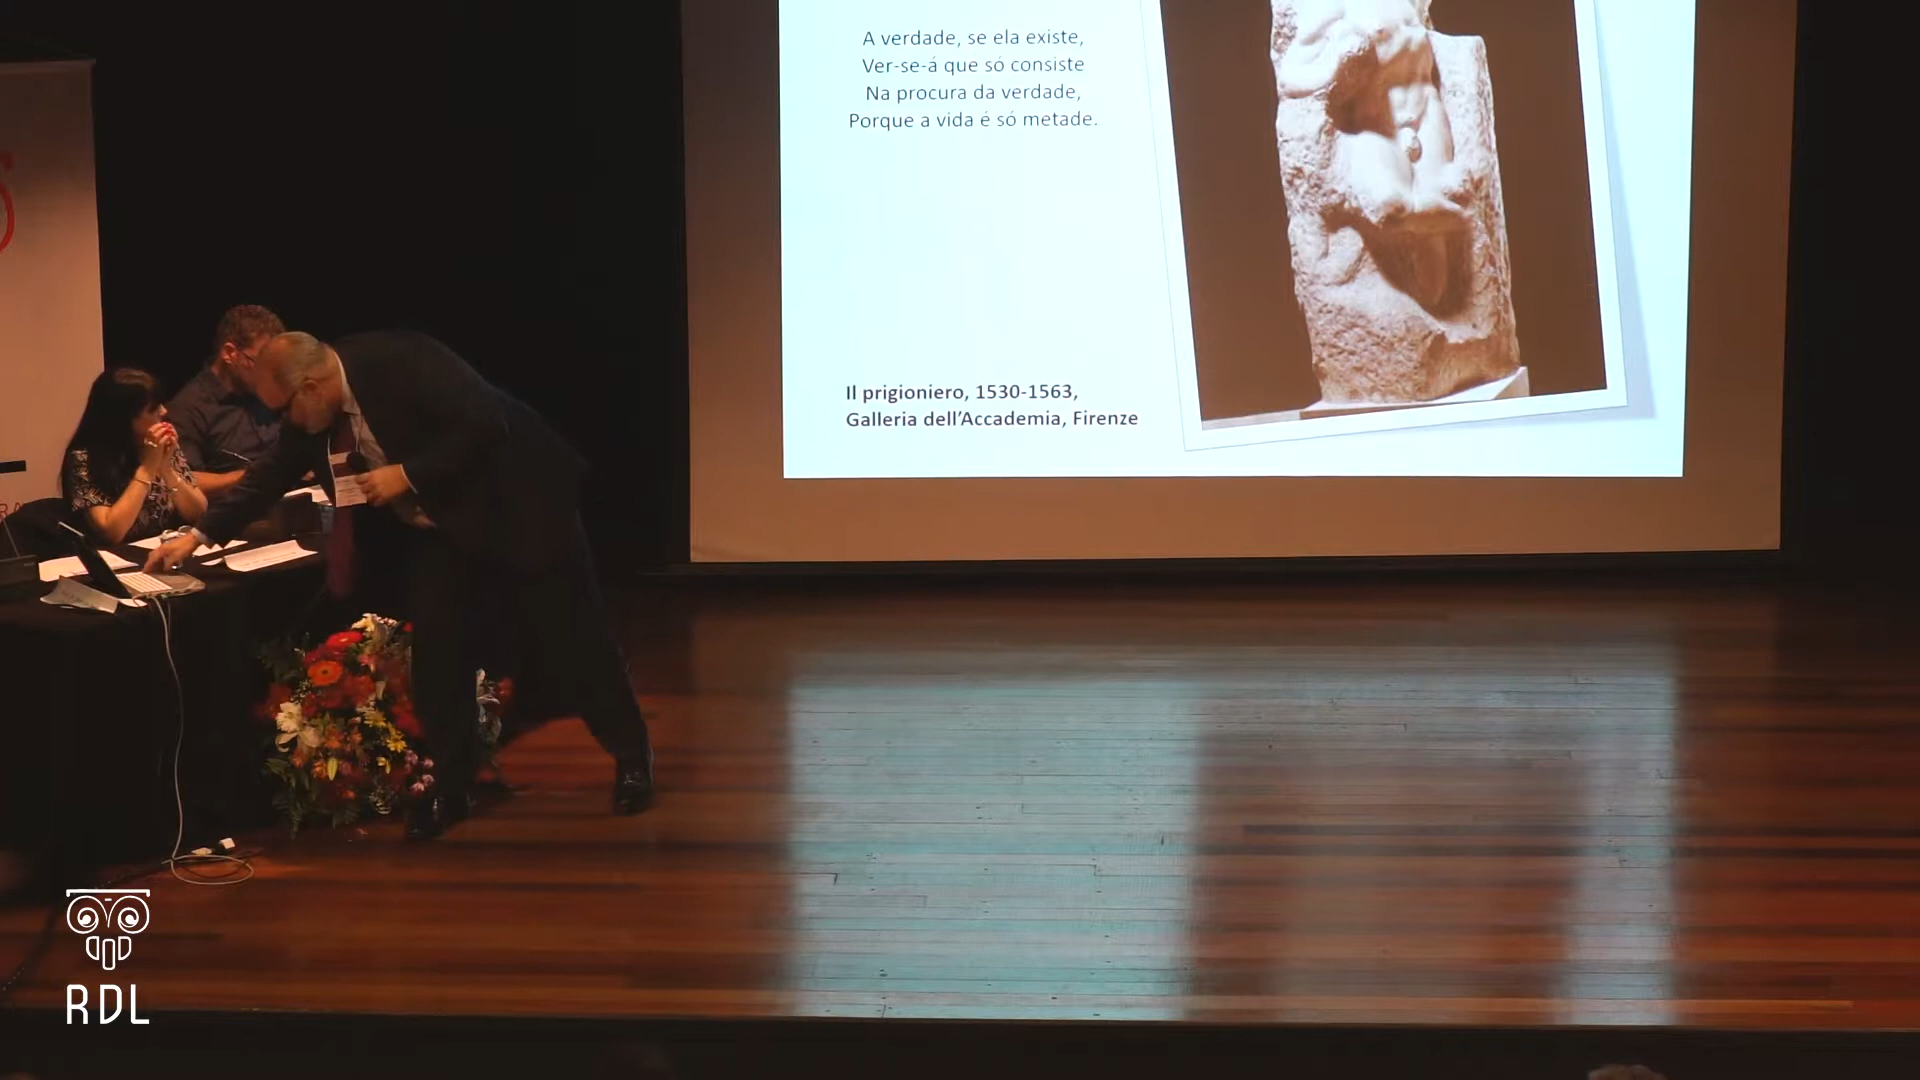 A verdade, se ela existe,
Ver-se-á que só consiste
Na procura da verdade,
Porque a vida é só metade.
Il prigioniero, 1530-1563,
Galleria dell'Accademia, Firenze
RDL